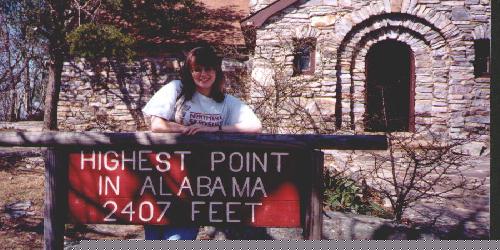 HIGHEST POINT
IN ALABAMA
2407 FEET